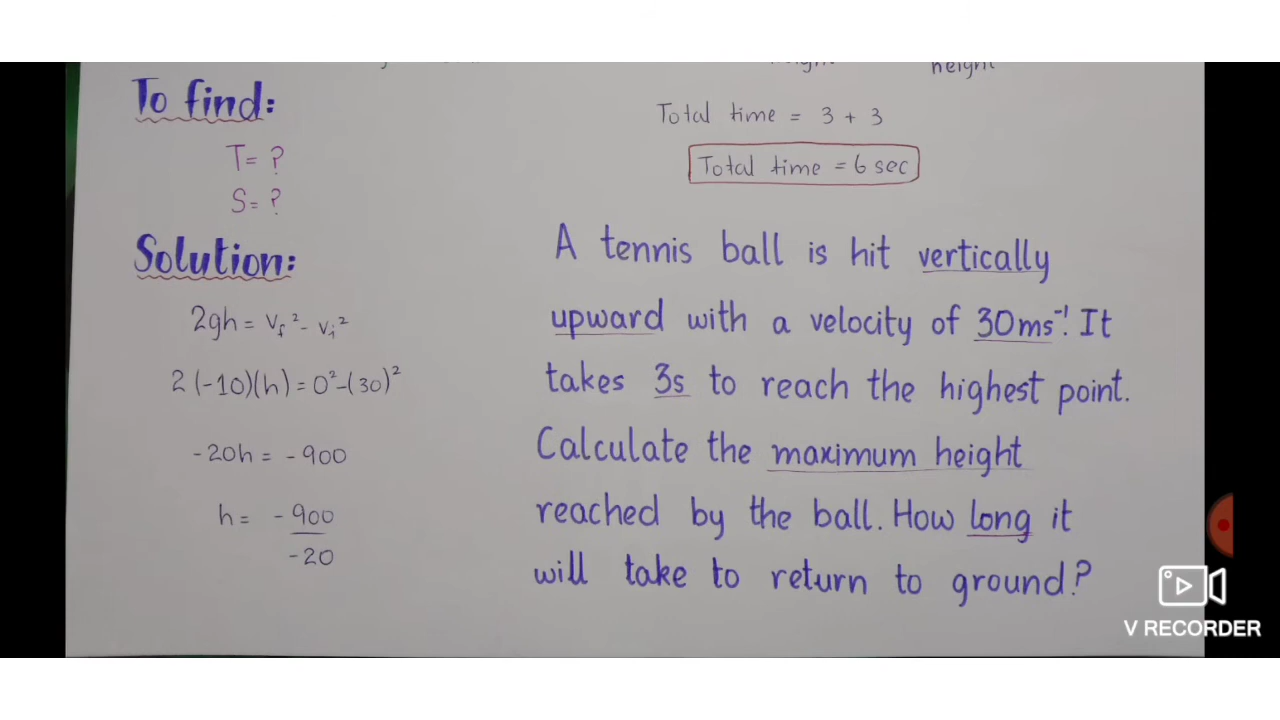 To find:
T= ?
S= ?
Solution:
2gh = vf² - vi²
2 (-10)(h) = 0² - (30)²
-20h = -900
h = -900
-20
height
Total time = 3 + 3
Total time = 6 sec
A tennis ball is hit vertically
upward with a velocity of 30ms⁻¹. It
takes 3s to reach the highest point.
Calculate the maximum height
reached by the ball. How long it
will take to return to ground?
V RECORDER